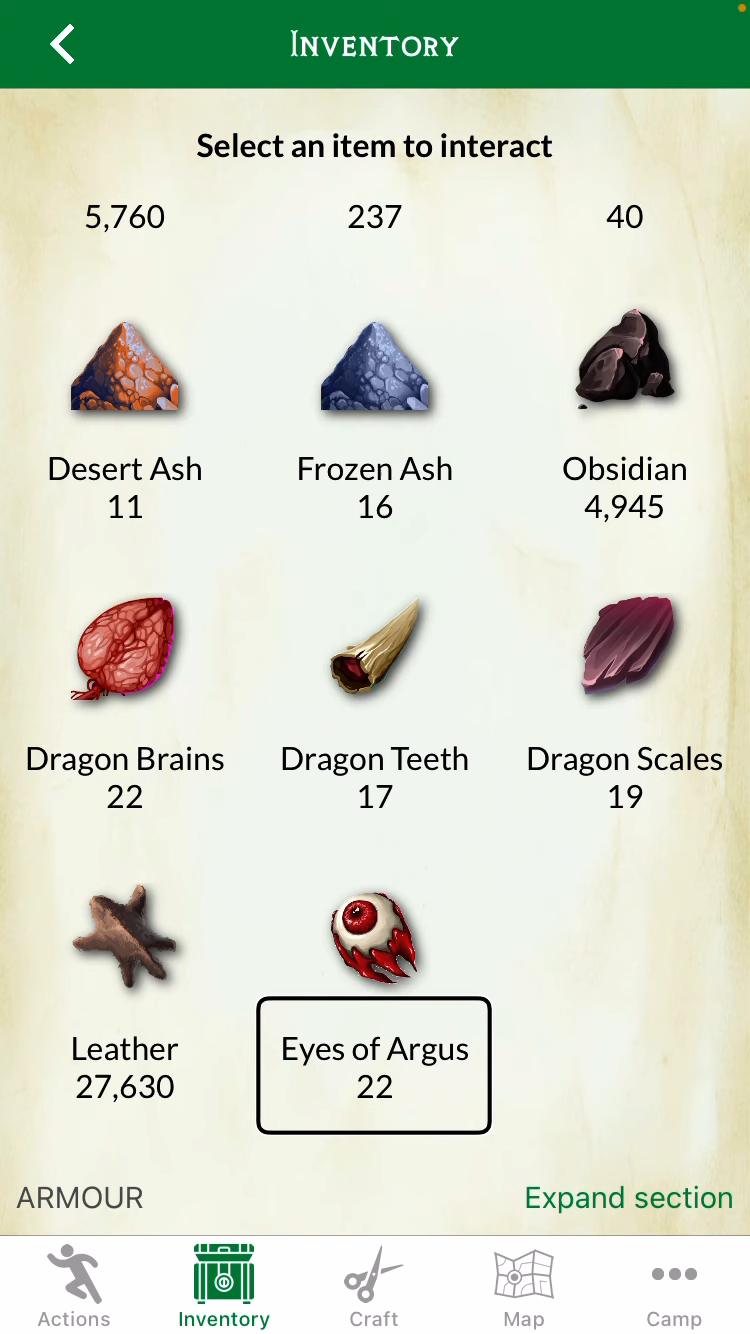 Inventory
Select an item to interact
5,760 237 40
Desert Ash Frozen Ash Obsidian
11 16 4,945
Dragon Brains Dragon Teeth Dragon Scales
22 17 19
Leather Eyes of Argus
27,630 22
ARMOUR Expand section
Actions Inventory Craft Map Camp